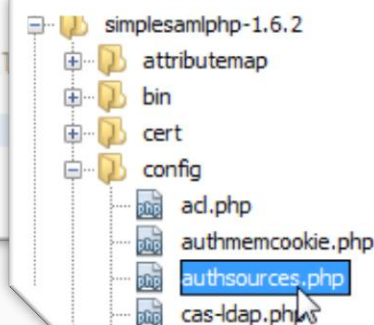 simplesamlphp-1.6.2
attributemap
bin
cert
config
acl.php
authmemcookie.php
authsources.php
cas-ldap.php